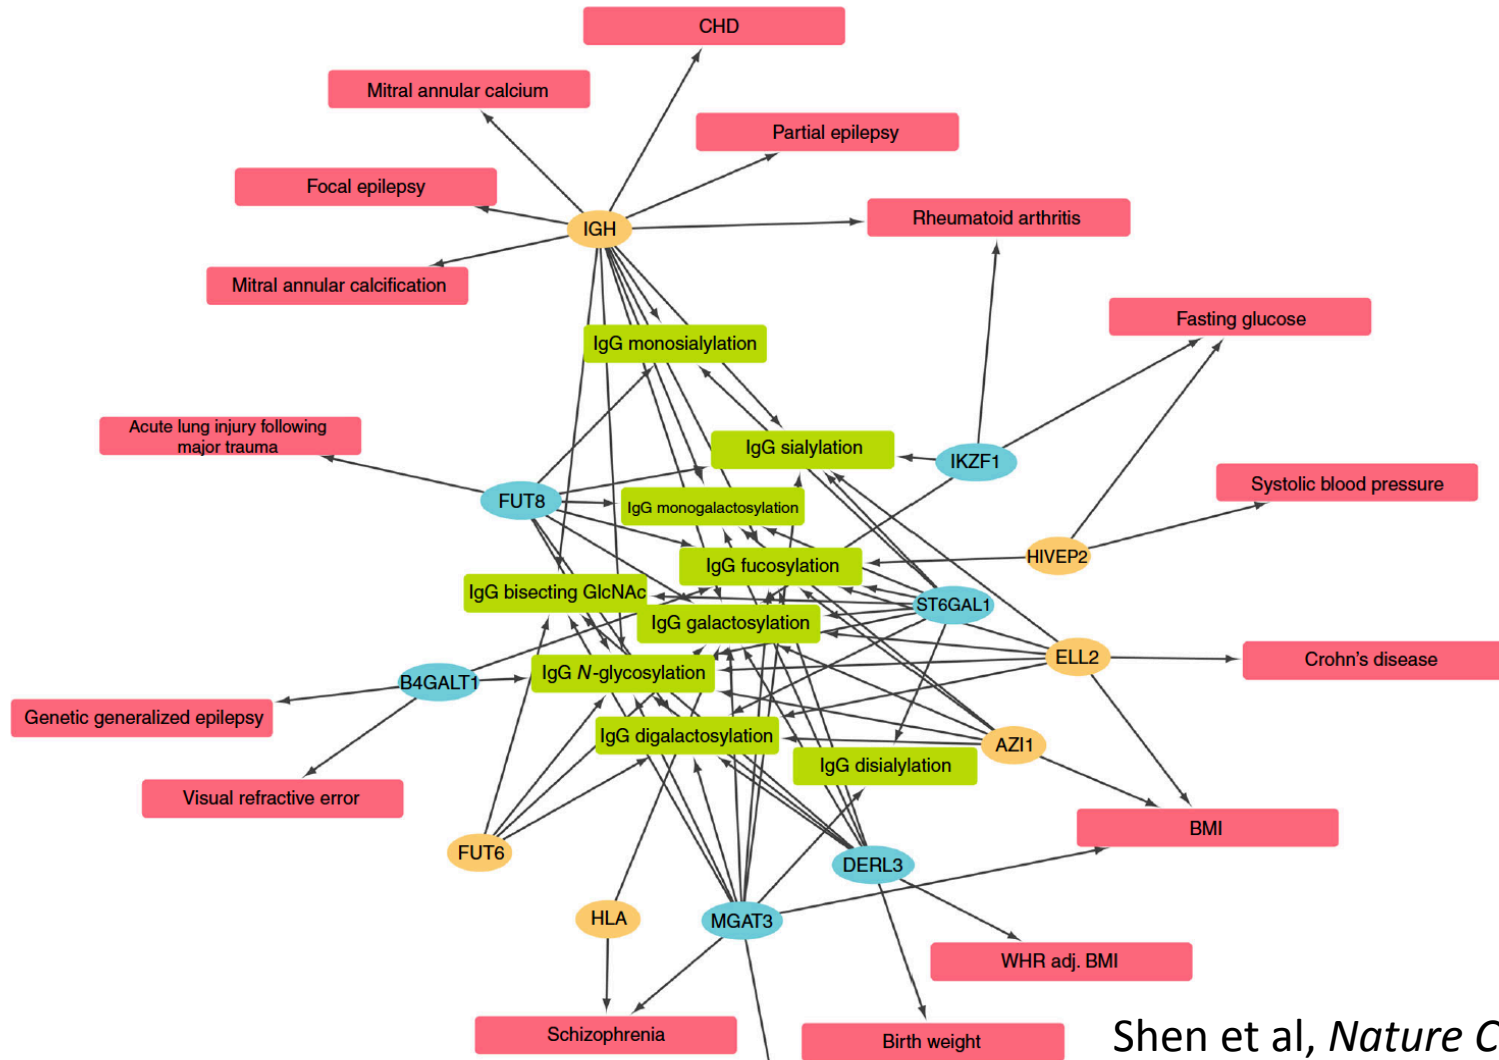 CHD
Mitral annular calcium
Partial epilepsy
Focal epilepsy
Rheumatoid arthritis
IGH
Mitral annular calcification
Fasting glucose
IgG monosialylation
Acute lung injury following
major trauma
IgG sialylation
IKZF1
Systolic blood pressure
FUT8
IgG monogalactosylation
HIVEP2
IgG fucosylation
IgG bisecting GlcNAc
ST6GAL1
IgG galactosylation
ELL2
Crohn's disease
IgG N-glycosylation
B4GALT1
Genetic generalized epilepsy
IgG digalactosylation
AZI1
IgG disialylation
Visual refractive error
BMI
FUT6
DERL3
HLA
MGAT3
WHR adj. BMI
Schizophrenia
Birth weight
Shen et al, Nature C